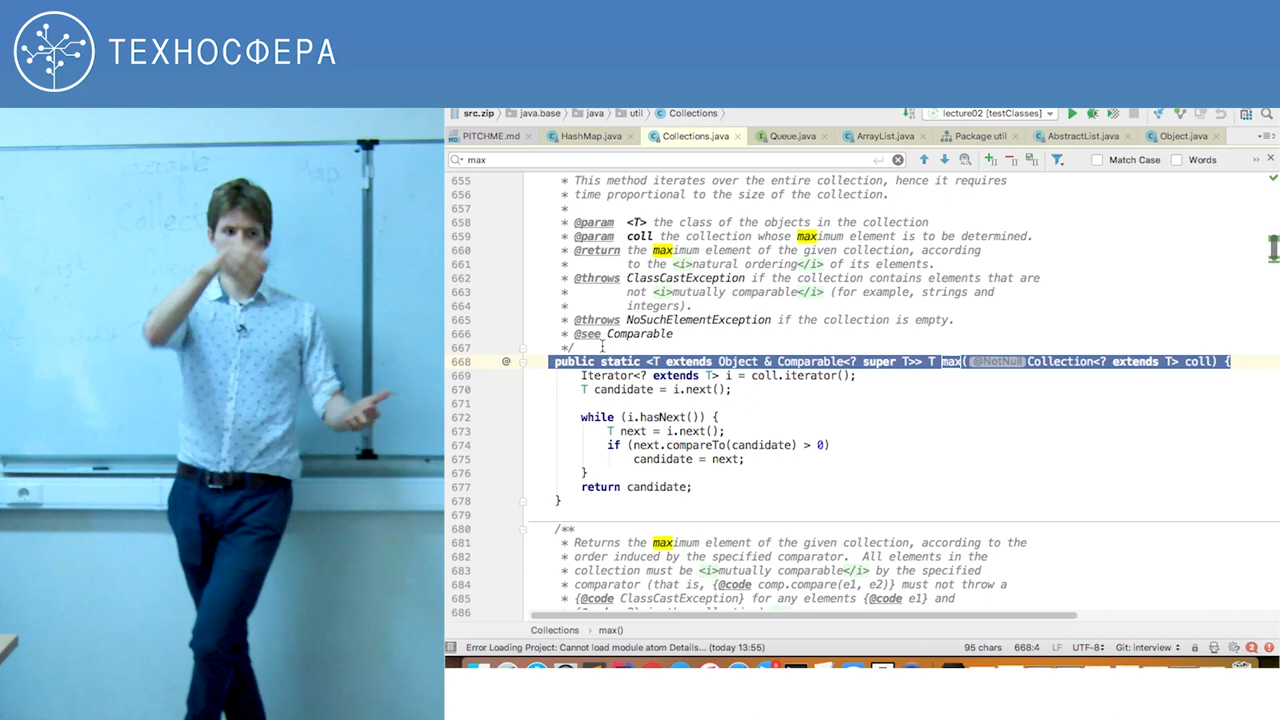 ТЕХНОСФЕРА
src.zip java.base java util Collections lecture02 [testClasses]
PITCHME.md HashMap.java Collections.java Queue.java ArrayList.java Package util AbstractList.java Object.java
max Match Case Words
655 * This method iterates over the entire collection, hence it requires
656 * time proportional to the size of the collection.
657 *
658 * @param <T> the class of the objects in the collection
659 * @param coll the collection whose maximum element is to be determined.
660 * @return the maximum element of the given collection, according
661 * to the <i>natural ordering</i> of its elements.
662 * @throws ClassCastException if the collection contains elements that are
663 * not <i>mutually comparable</i> (for example, strings and
664 * integers).
665 * @throws NoSuchElementException if the collection is empty.
666 * @see Comparable
667 */
668 @ public static <T extends Object & Comparable<? super T>> T max( @NotNull Collection<? extends T> coll) {
669 Iterator<? extends T> i = coll.iterator();
670 T candidate = i.next();
671
672 while (i.hasNext()) {
673 T next = i.next();
674 if (next.compareTo(candidate) > 0)
675 candidate = next;
676 }
677 return candidate;
678 }
679
680 /**
681 * Returns the maximum element of the given collection, according to the
682 * order induced by the specified comparator. All elements in the
683 * collection must be <i>mutually comparable</i> by the specified
684 * comparator (that is, {@code comp.compare(e1, e2)} must not throw a
685 * {@code ClassCastException} for any elements {@code e1} and
686
Collections › max()
Error Loading Project: Cannot load module atom Details... (today 13:55) 95 chars 668:4 LF UTF-8 Git: interview 2